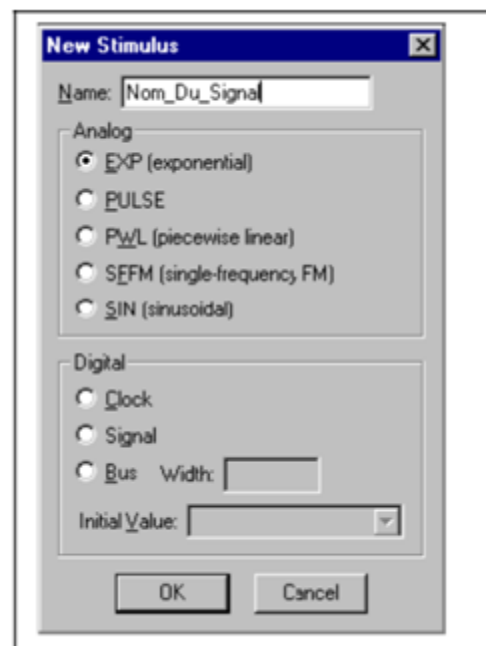 New Stimulus
Name: Nom_Du_Signal
Analog
EXP (exponential)
PULSE
PWL (piecewise linear)
SFFM (single-frequency FM)
SIN (sinusoidal)
Digital
Clock
Signal
Bus Width:
Initial Value:
OK Cancel